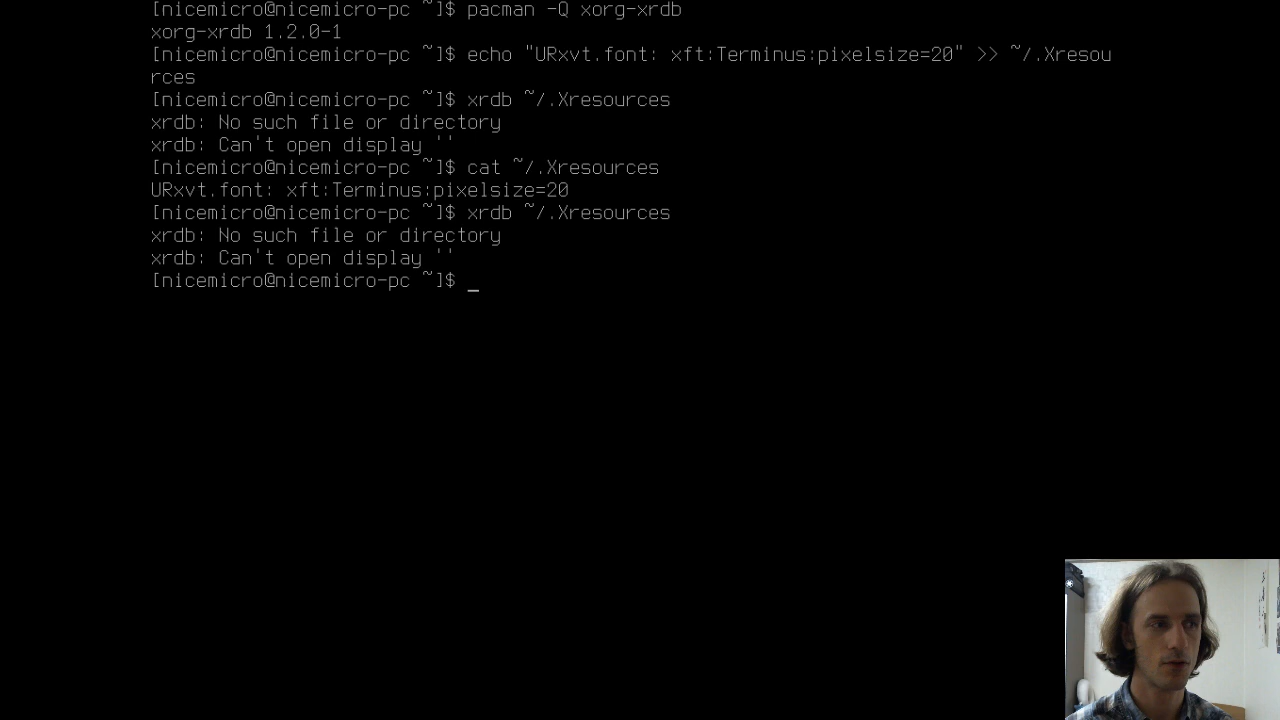 [nicemicro@nicemicro-pc ~]$ pacman -Q xorg-xrdb
xorg-xrdb 1.2.0-1
[nicemicro@nicemicro-pc ~]$ echo "URxvt.font: xft:Terminus:pixelsize=20" >> ~/.Xresou
rces
[nicemicro@nicemicro-pc ~]$ xrdb ~/.Xresources
xrdb: No such file or directory
xrdb: Can't open display ''
[nicemicro@nicemicro-pc ~]$ cat ~/.Xresources
URxvt.font: xft:Terminus:pixelsize=20
[nicemicro@nicemicro-pc ~]$ xrdb ~/.Xresources
xrdb: No such file or directory
xrdb: Can't open display ''
[nicemicro@nicemicro-pc ~]$ _